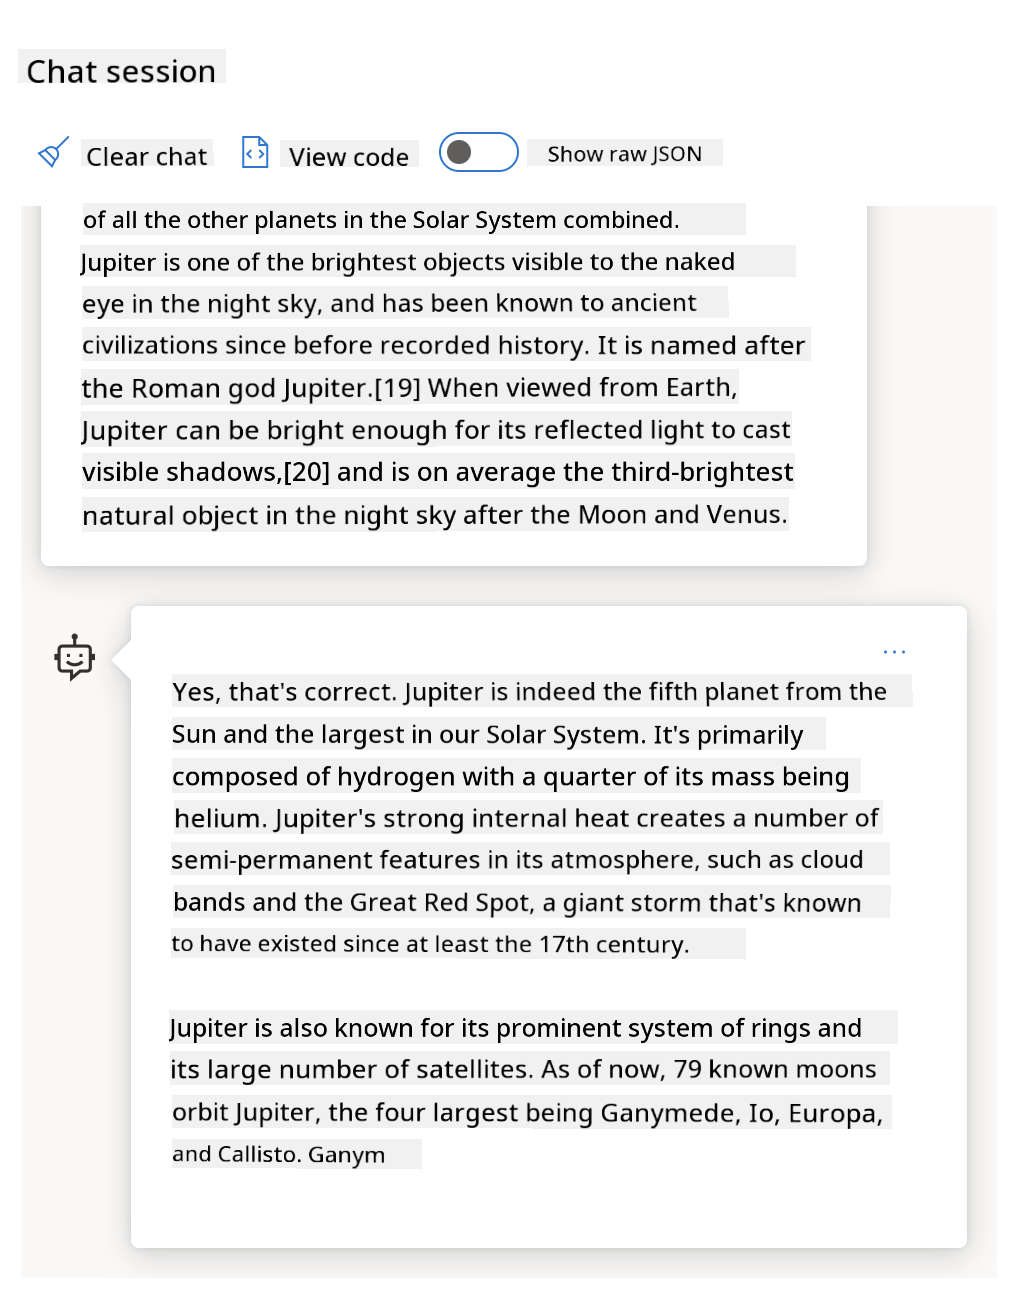 Chat session
Clear chat
View code
Show raw JSON
of all the other planets in the Solar System combined.
Jupiter is one of the brightest objects visible to the naked
eye in the night sky, and has been known to ancient
civilizations since before recorded history. It is named after
the Roman god Jupiter.[19] When viewed from Earth,
Jupiter can be bright enough for its reflected light to cast
visible shadows,[20] and is on average the third-brightest
natural object in the night sky after the Moon and Venus.
...
Yes, that's correct. Jupiter is indeed the fifth planet from the
Sun and the largest in our Solar System. It's primarily
composed of hydrogen with a quarter of its mass being
helium. Jupiter's strong internal heat creates a number of
semi-permanent features in its atmosphere, such as cloud
bands and the Great Red Spot, a giant storm that's known
to have existed since at least the 17th century.
Jupiter is also known for its prominent system of rings and
its large number of satellites. As of now, 79 known moons
orbit Jupiter, the four largest being Ganymede, Io, Europa,
and Callisto. Ganym